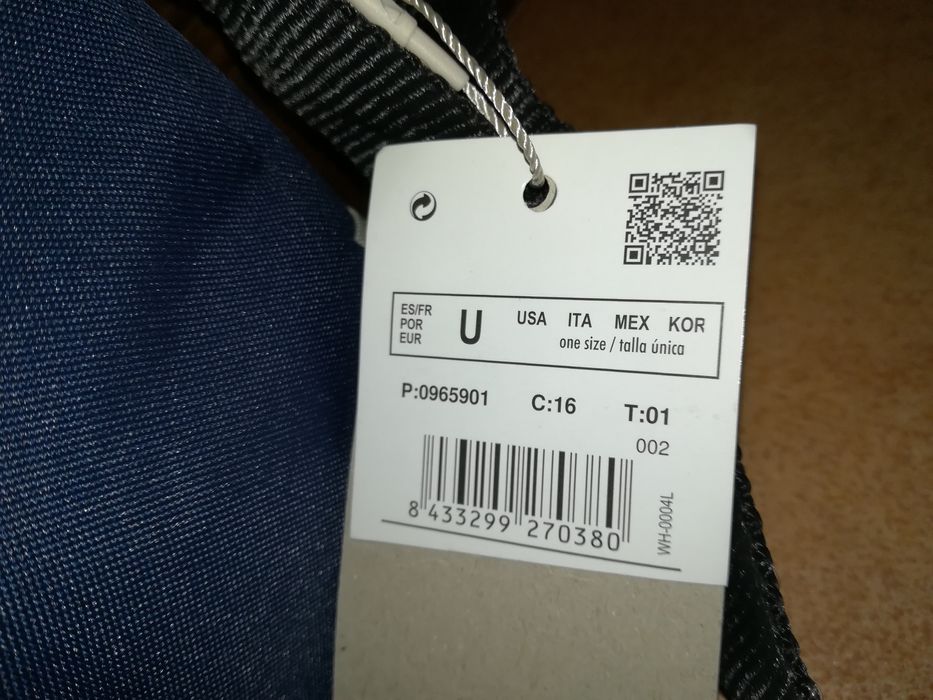 ES/FR
POR
EUR
U
USA ITA MEX KOR
one size / talla única
P:0965901 C:16 T:01
002
8 433299 270380
WH-0004L